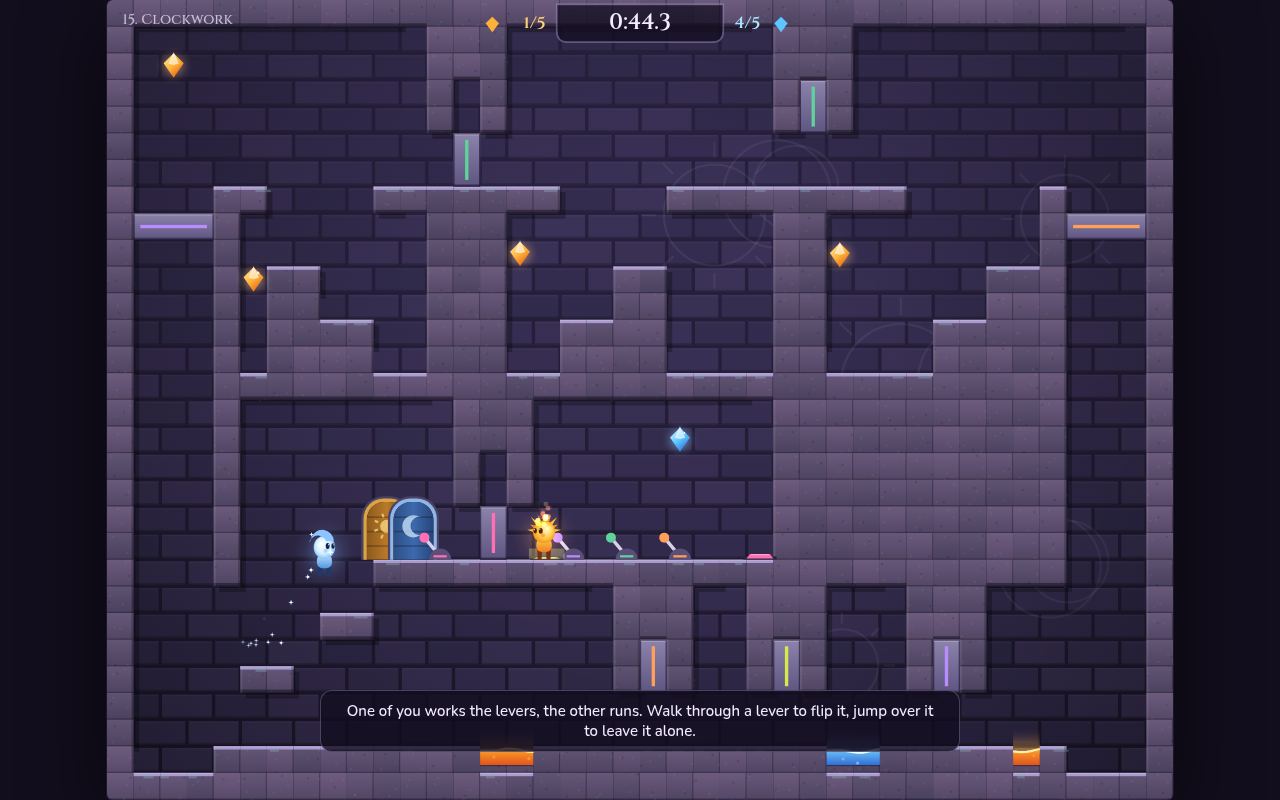 15. Clockwork
1/5
0:44.3
4/5
One of you works the levers, the other runs. Walk through a lever to flip it, jump over it
to leave it alone.